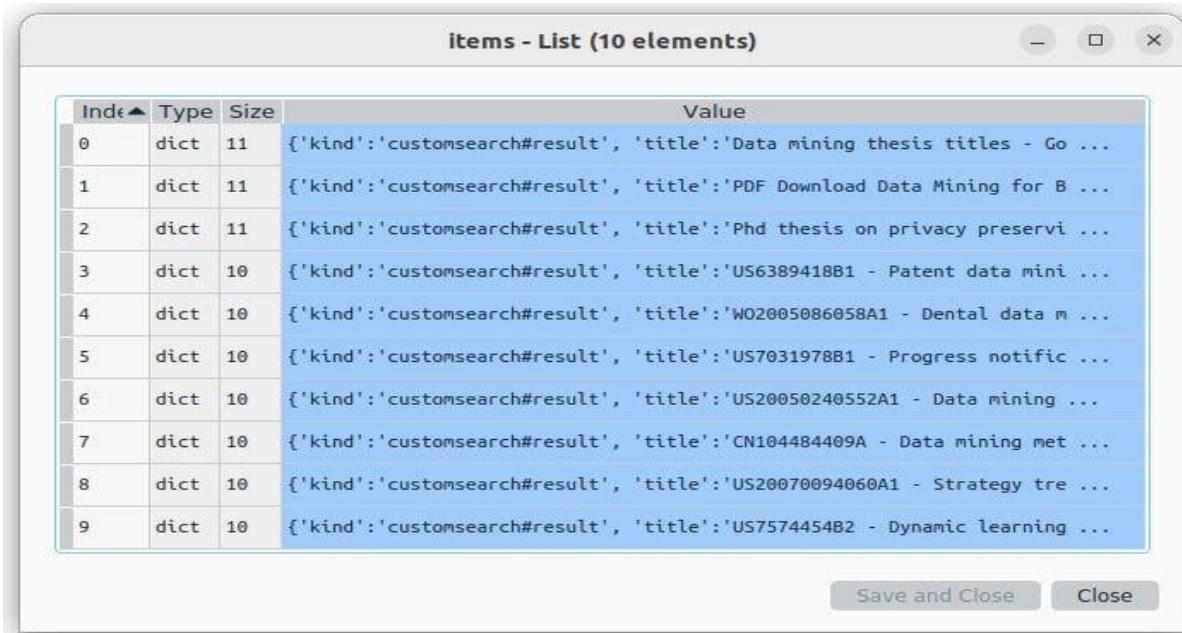 items - List (10 elements)
Inde Type Size Value
0 dict 11 {'kind':'customsearch#result', 'title':'Data mining thesis titles - Go ...
1 dict 11 {'kind':'customsearch#result', 'title':'PDF Download Data Mining for B ...
2 dict 11 {'kind':'customsearch#result', 'title':'Phd thesis on privacy preservi ...
3 dict 10 {'kind':'customsearch#result', 'title':'US6389418B1 - Patent data mini ...
4 dict 10 {'kind':'customsearch#result', 'title':'WO2005086058A1 - Dental data m ...
5 dict 10 {'kind':'customsearch#result', 'title':'US7031978B1 - Progress notific ...
6 dict 10 {'kind':'customsearch#result', 'title':'US20050240552A1 - Data mining ...
7 dict 10 {'kind':'customsearch#result', 'title':'CN104484409A - Data mining met ...
8 dict 10 {'kind':'customsearch#result', 'title':'US20070094060A1 - Strategy tre ...
9 dict 10 {'kind':'customsearch#result', 'title':'US7574454B2 - Dynamic learning ...
Save and Close Close